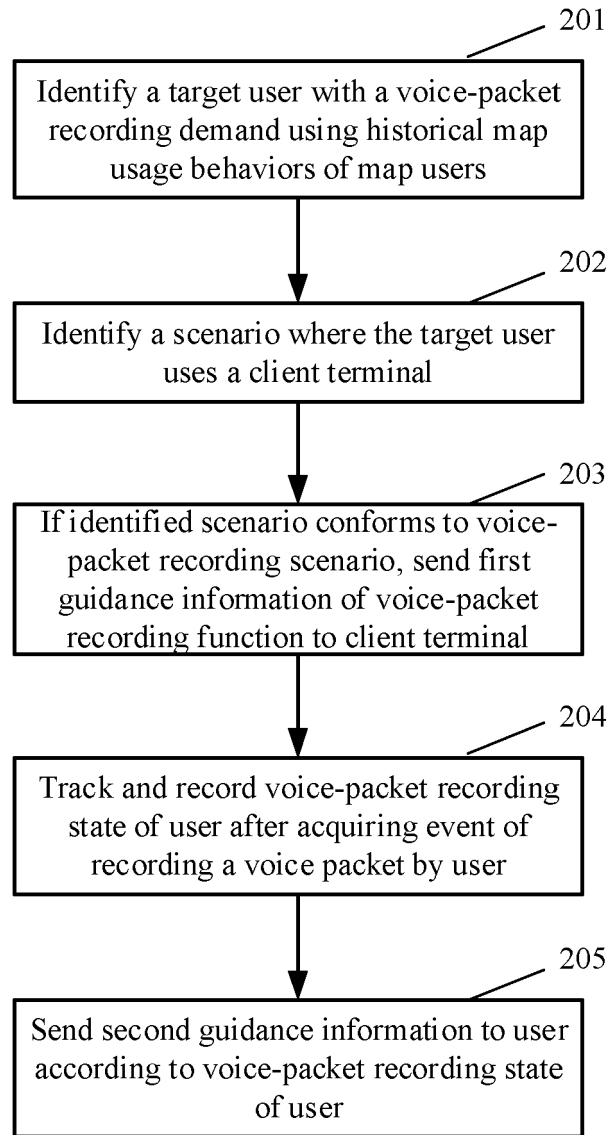 201
Identify a target user with a voice-packet
recording demand using historical map
usage behaviors of map users
202
Identify a scenario where the target user
uses a client terminal
203
If identified scenario conforms to voice-
packet recording scenario, send first
guidance information of voice-packet
recording function to client terminal
204
Track and record voice-packet recording
state of user after acquiring event of
recording a voice packet by user
205
Send second guidance information to user
according to voice-packet recording state
of user